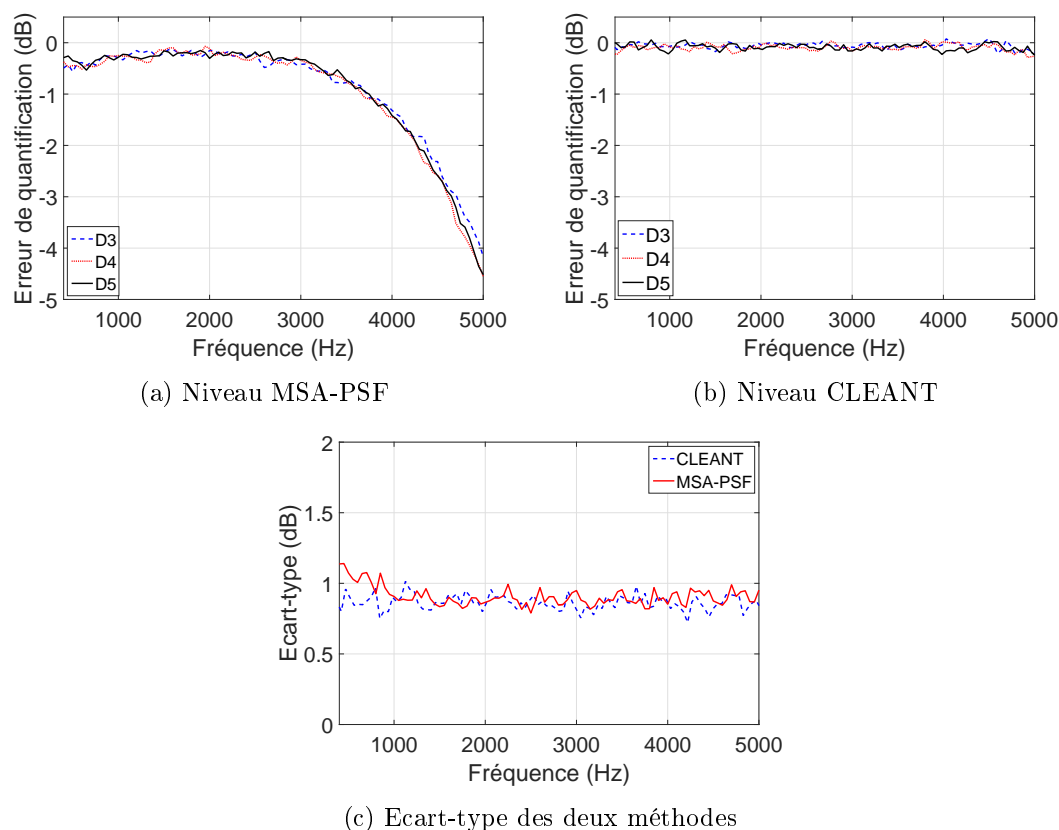 Erreur de quantification (dB)
0
-1
-2
-3
-4
-5
D3
D4
D5
1000 2000 3000 4000 5000
Fréquence (Hz)
(a) Niveau MSA-PSF
Erreur de quantification (dB)
0
-1
-2
-3
-4
-5
D3
D4
D5
1000 2000 3000 4000 5000
Fréquence (Hz)
(b) Niveau CLEANT
Ecart-type (dB)
2
1.5
1
0.5
0
CLEANT
MSA-PSF
1000 2000 3000 4000 5000
Fréquence (Hz)
(c) Ecart-type des deux méthodes